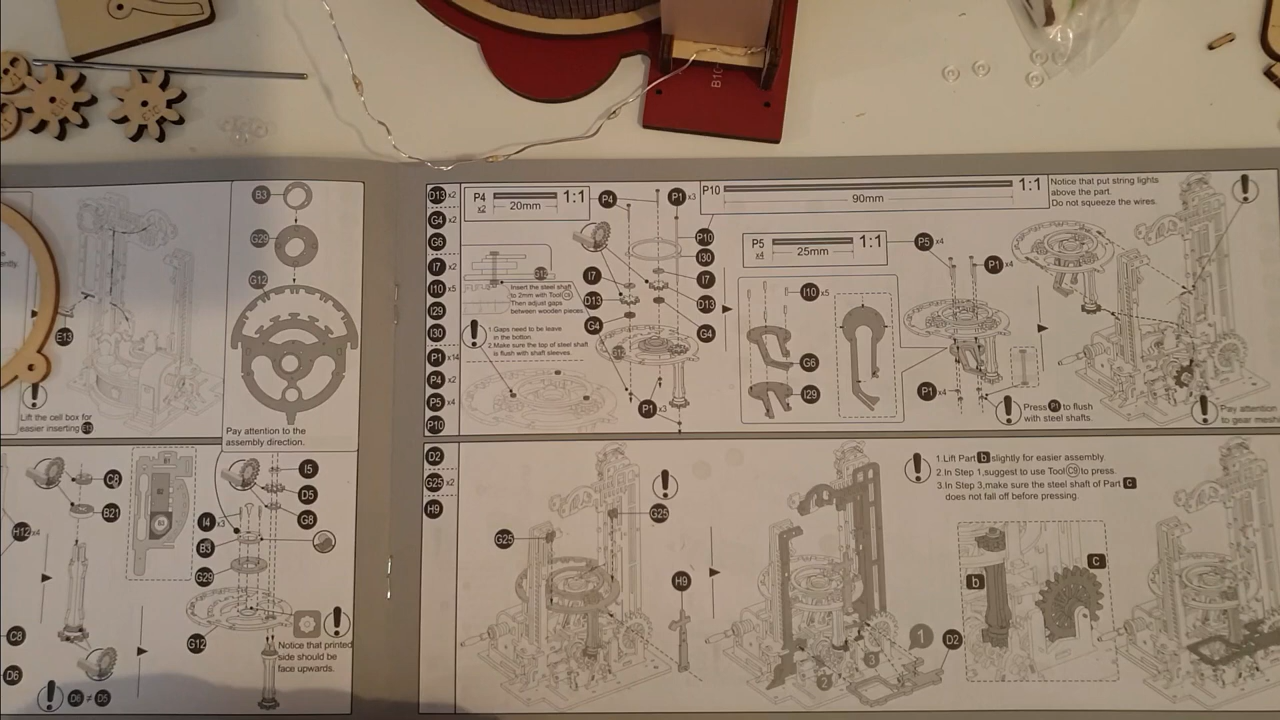 E10
E10
B10
E13
Lift the cell box for
easier inserting E13
B3
G29
G12
Pay attention to the
assembly direction.
C8
B21
H12 x4
C8
D6
D6 ≠ D5
B3
I5
D5
G8
I4 x3
B3
G29
G12
Notice that printed
side should be
face upwards.
D13 x2
G4 x2
G6
I7 x2
I10 x5
I29
I30
P1 x14
P4 x2
P5 x4
P10
P4 1:1
x2 20mm
P4
P1 x3
P10 1:1
90mm
Notice that put string lights
above the part.
Do not squeeze the wires.
P10
I30
I7
I7
D13
D13
G4
G4
G12
Insert the steel shaft
to 2mm with Tool C9
Then adjust gaps
between wooden pieces.
1.Gaps need to be leave
in the botton.
2.Make sure the top of steel shaft
is flush with shaft sleeves.
P1 x3
P5 1:1
x4 25mm
P5 x4
P1 x4
I10 x5
G6
I29
P1 x4
Press P1 to flush
with steel shafts.
Pay attention
to gear mesh
D2
G25 x2
H9
G25
G25
H9
1
2
3
D2
1.Lift Part b slightly for easier assembly.
2.In Step 1,suggest to use Tool C9 to press.
3.In Step 3,make sure the steel shaft of Part c
does not fall off before pressing.
b
c